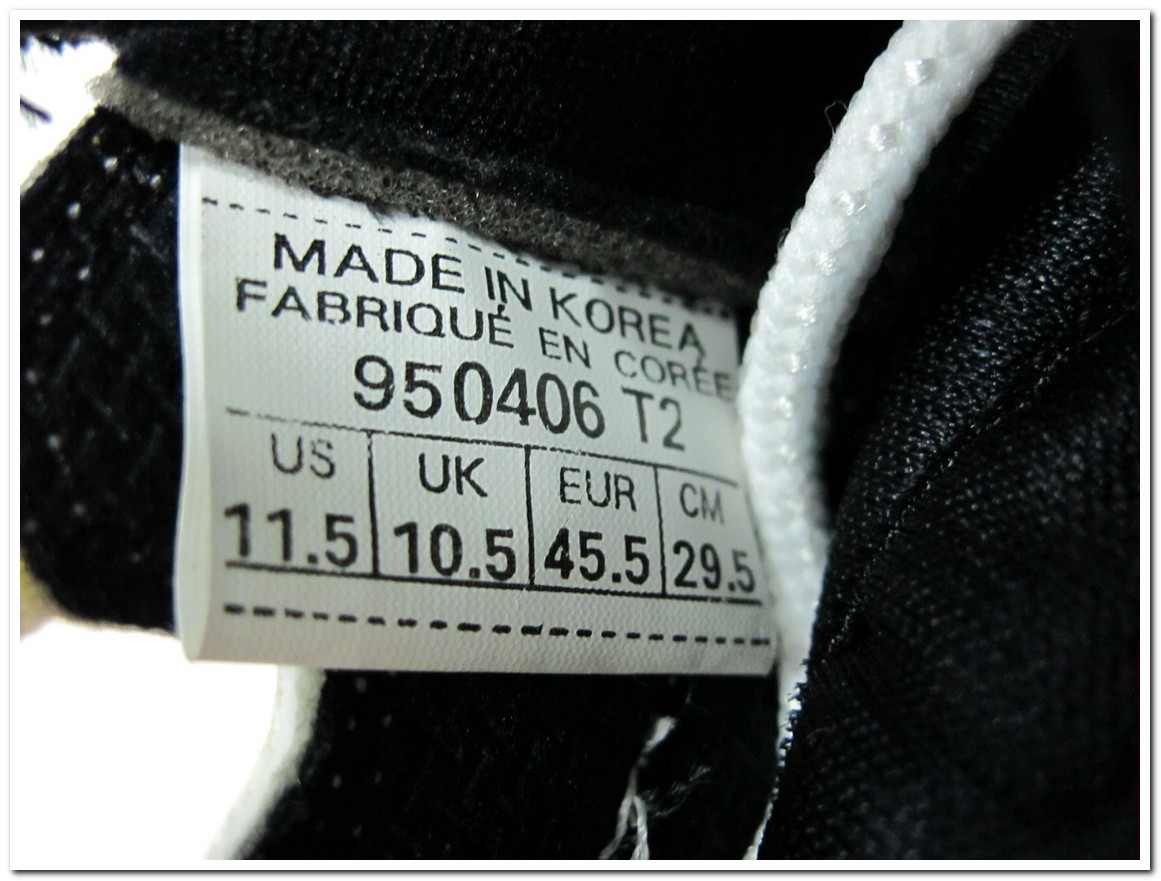 MADE IN KOREA
FABRIQUÉ EN CORÉE
950406 T2
US UK EUR CM
11.5 10.5 45.5 29.5